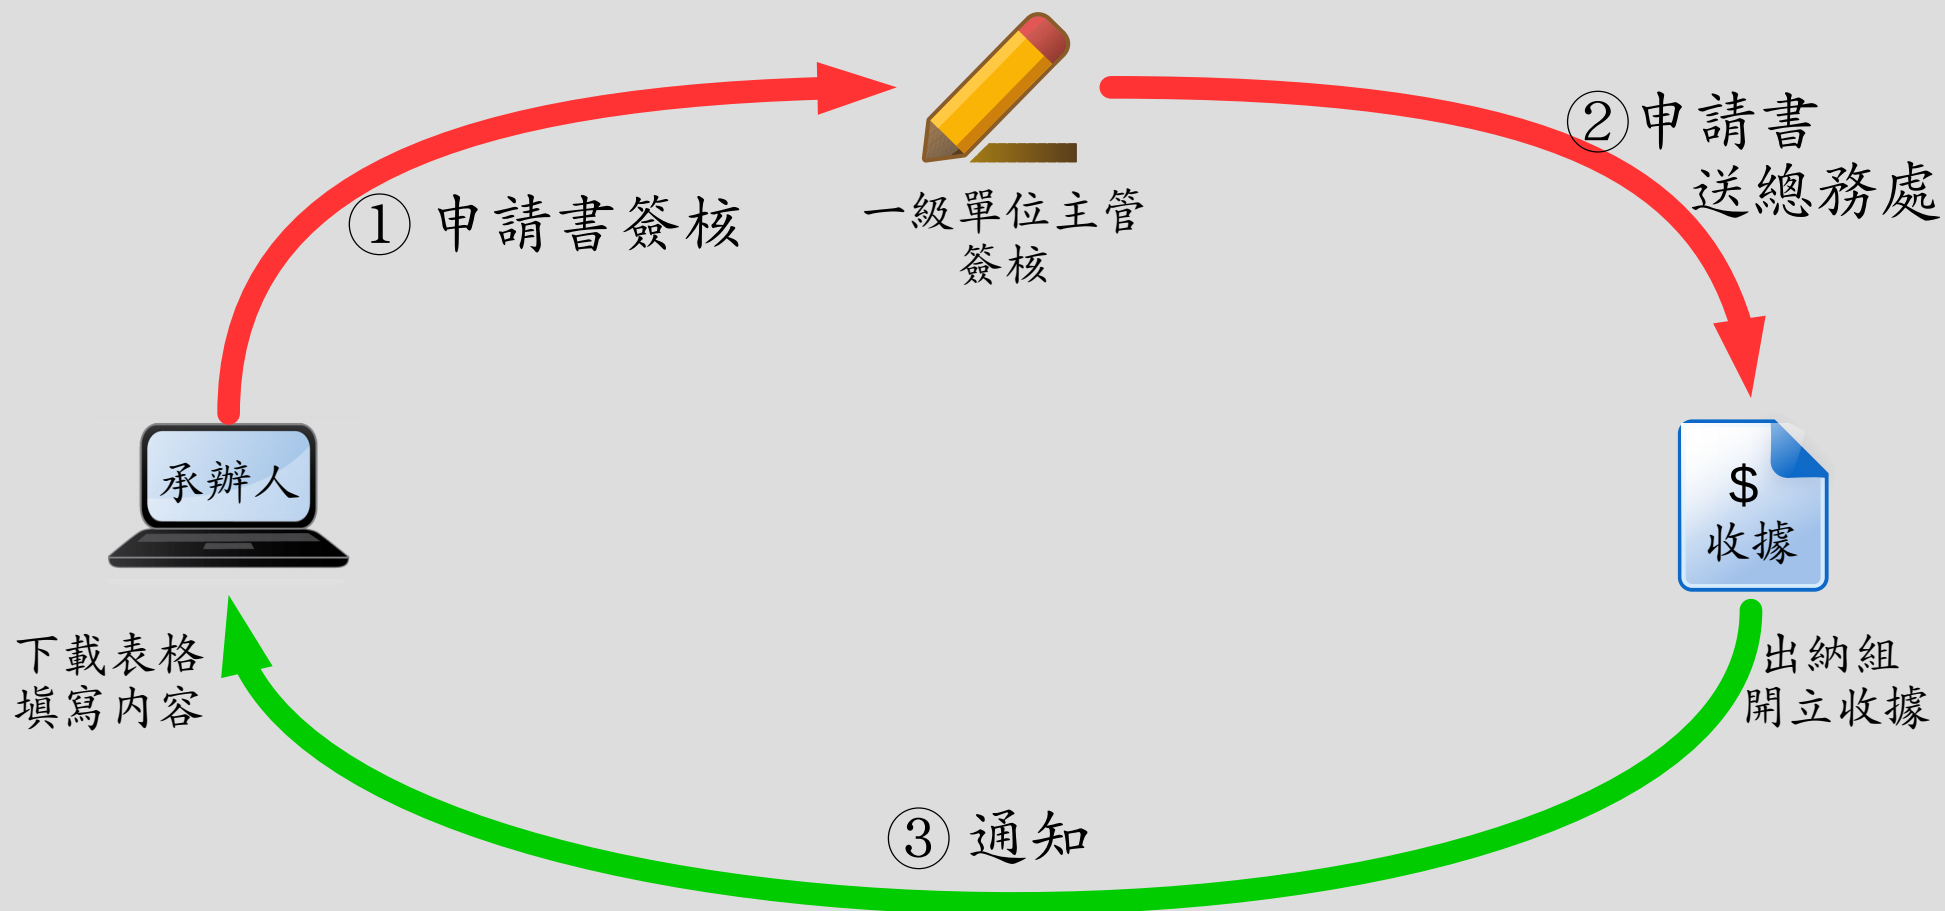 ① 申請書簽核
一級單位主管
簽核
②申請書
送總務處
承辦人
下載表格
填寫內容
$
收據
出納組
開立收據
③ 通知